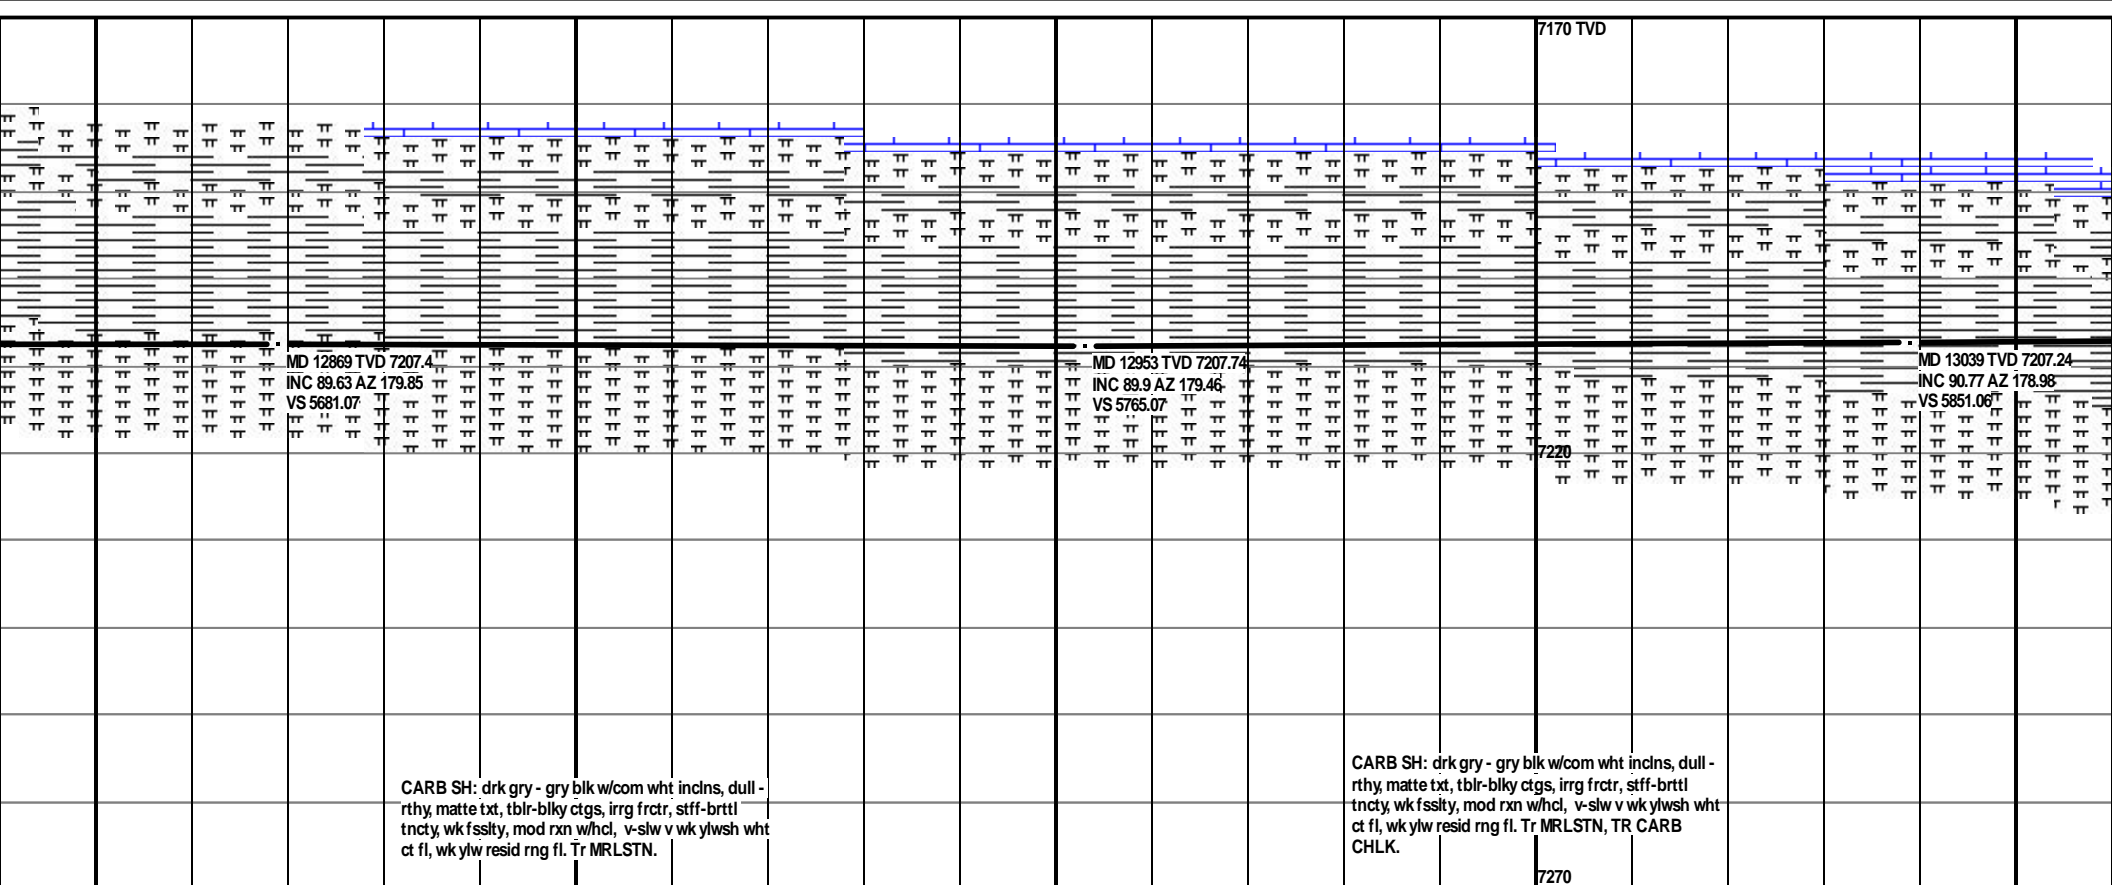 7170 TVD
MD 12869 TVD 7207.4
INC 89.63 AZ 179.85
VS 5681.07
MD 12953 TVD 7207.74
INC 89.9 AZ 179.46
VS 5765.07
MD 13039 TVD 7207.24
INC 90.77 AZ 178.98
VS 5851.06
7220
CARB SH: drk gry - gry blk w/com wht inclns, dull -
rthy, matte txt, tblr-blky ctgs, irrg frctr, stff-brttl
tncty, wk fsslty, mod rxn w/hcl, v-slw v wk ylwsh wht
ct fl, wk ylw resid rng fl. Tr MRLSTN.
CARB SH: drk gry - gry blk w/com wht inclns, dull -
rthy, matte txt, tblr-blky ctgs, irrg frctr, stff-brttl
tncty, wk fsslty, mod rxn w/hcl, v-slw v wk ylwsh wht
ct fl, wk ylw resid rng fl. Tr MRLSTN, TR CARB
CHLK.
7270